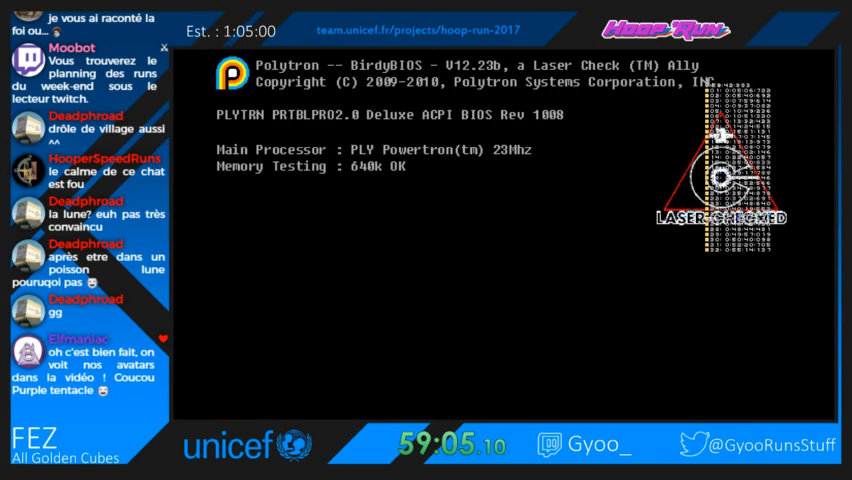 je vous ai raconté la
foi ou...
Moobot
Vous trouverez le
planning des runs
du week-end sous le
lecteur twitch.
Deadphroad
drôle de village aussi
^^
HooperSpeedRuns
le calme de ce chat
est fou
Deadphroad
la lune? euh pas très
convaincu
Deadphroad
après etre dans un
poisson lune
pouruqoi pas
Deadphroad
gg
Elfmaniac
oh c'est bien fait, on
voit nos avatars
dans la vidéo ! Coucou
Purple tentacle
Est. : 1:05:00
team.unicef.fr/projects/hoop-run-2017
HOOP RUN
Polytron -- BirdyBIOS - V12.23b, a Laser Check (TM) Ally
Copyright (C) 2009-2010, Polytron Systems Corporation, INC
PLYTRN PRTBLPRO2.0 Deluxe ACPI BIOS Rev 1008
Main Processor : PLY Powertron(tm) 23Mhz
Memory Testing : 640k OK
LASER CHECKED
FEZ
All Golden Cubes
unicef
59:05.10
Gyoo_
@GyooRunsStuff